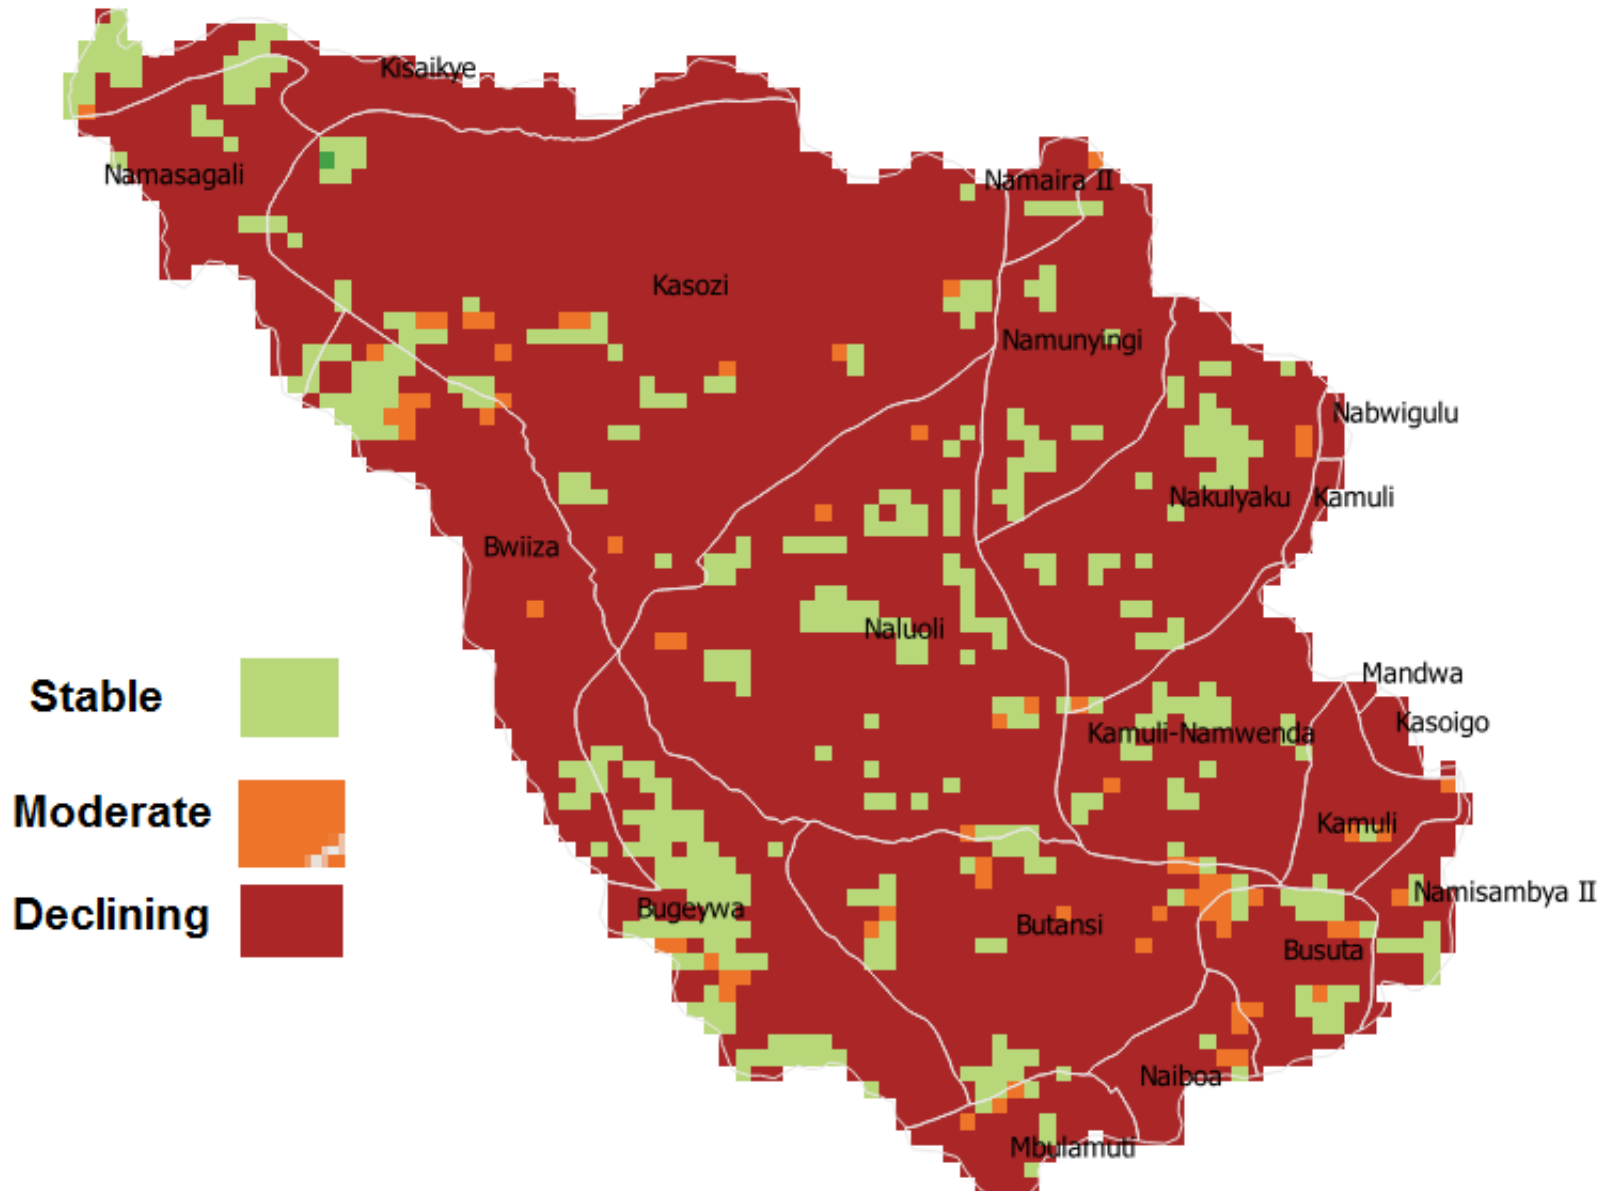 Kisaikye
Namasagali
Namaira II
Kasozi
Namunyingi
Nabwigulu
Nakulyaku
Kamuli
Bwiiza
Naluoli
Mandwa
Kasoigo
Kamuli-Namwenda
Kamuli
Namisambya II
Bugeywa
Butansi
Busuta
Naiboa
Mbulamuti
Stable
Moderate
Declining